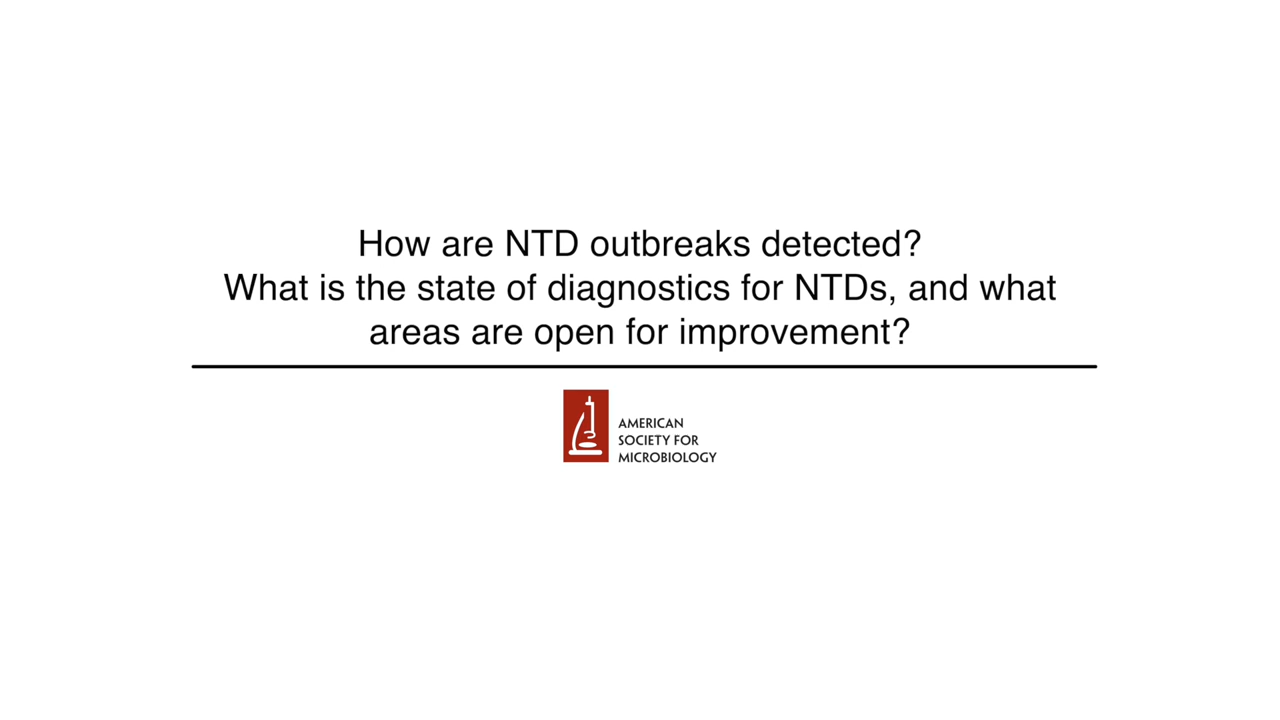 How are NTD outbreaks detected?
What is the state of diagnostics for NTDs, and what
areas are open for improvement?
AMERICAN
SOCIETY FOR
MICROBIOLOGY